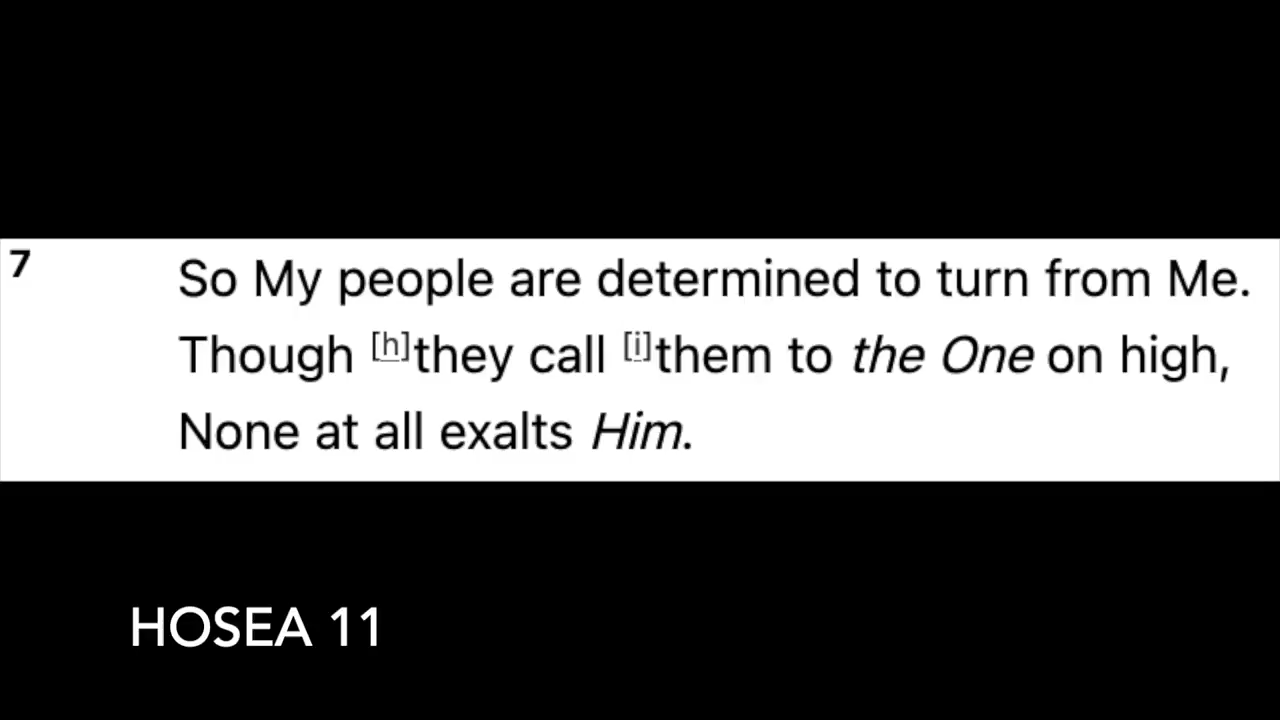 7 So My people are determined to turn from Me.
Though [h]they call [i]them to the One on high,
None at all exalts Him.
HOSEA 11